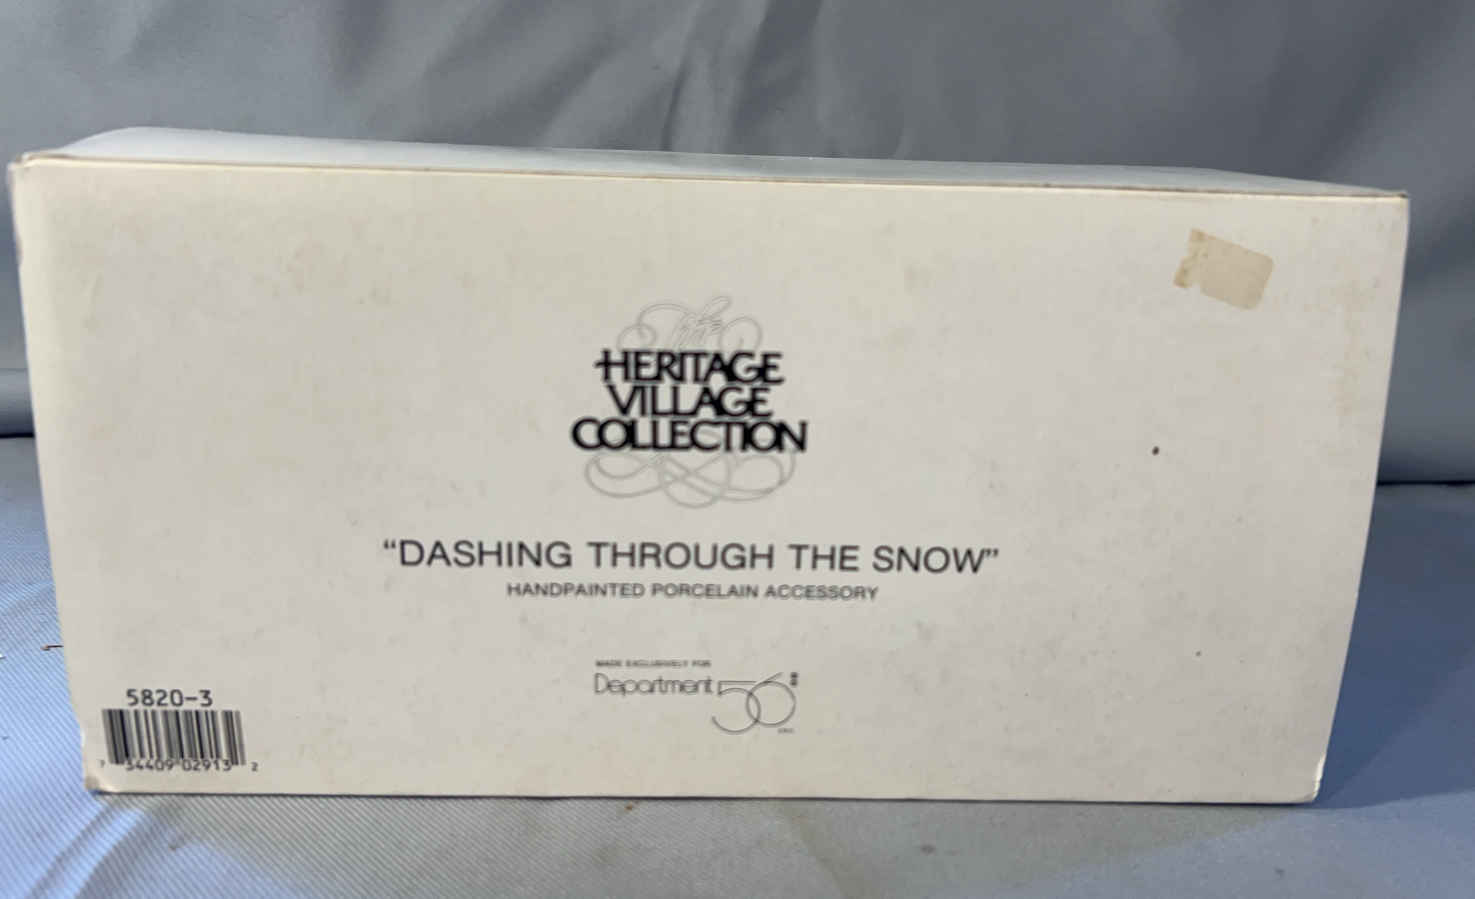 The
HERITAGE
VILLAGE
COLLECTION
“DASHING THROUGH THE SNOW”
HANDPAINTED PORCELAIN ACCESSORY
MADE EXCLUSIVELY FOR
Department 56
5820-3
7 34409 02913 2